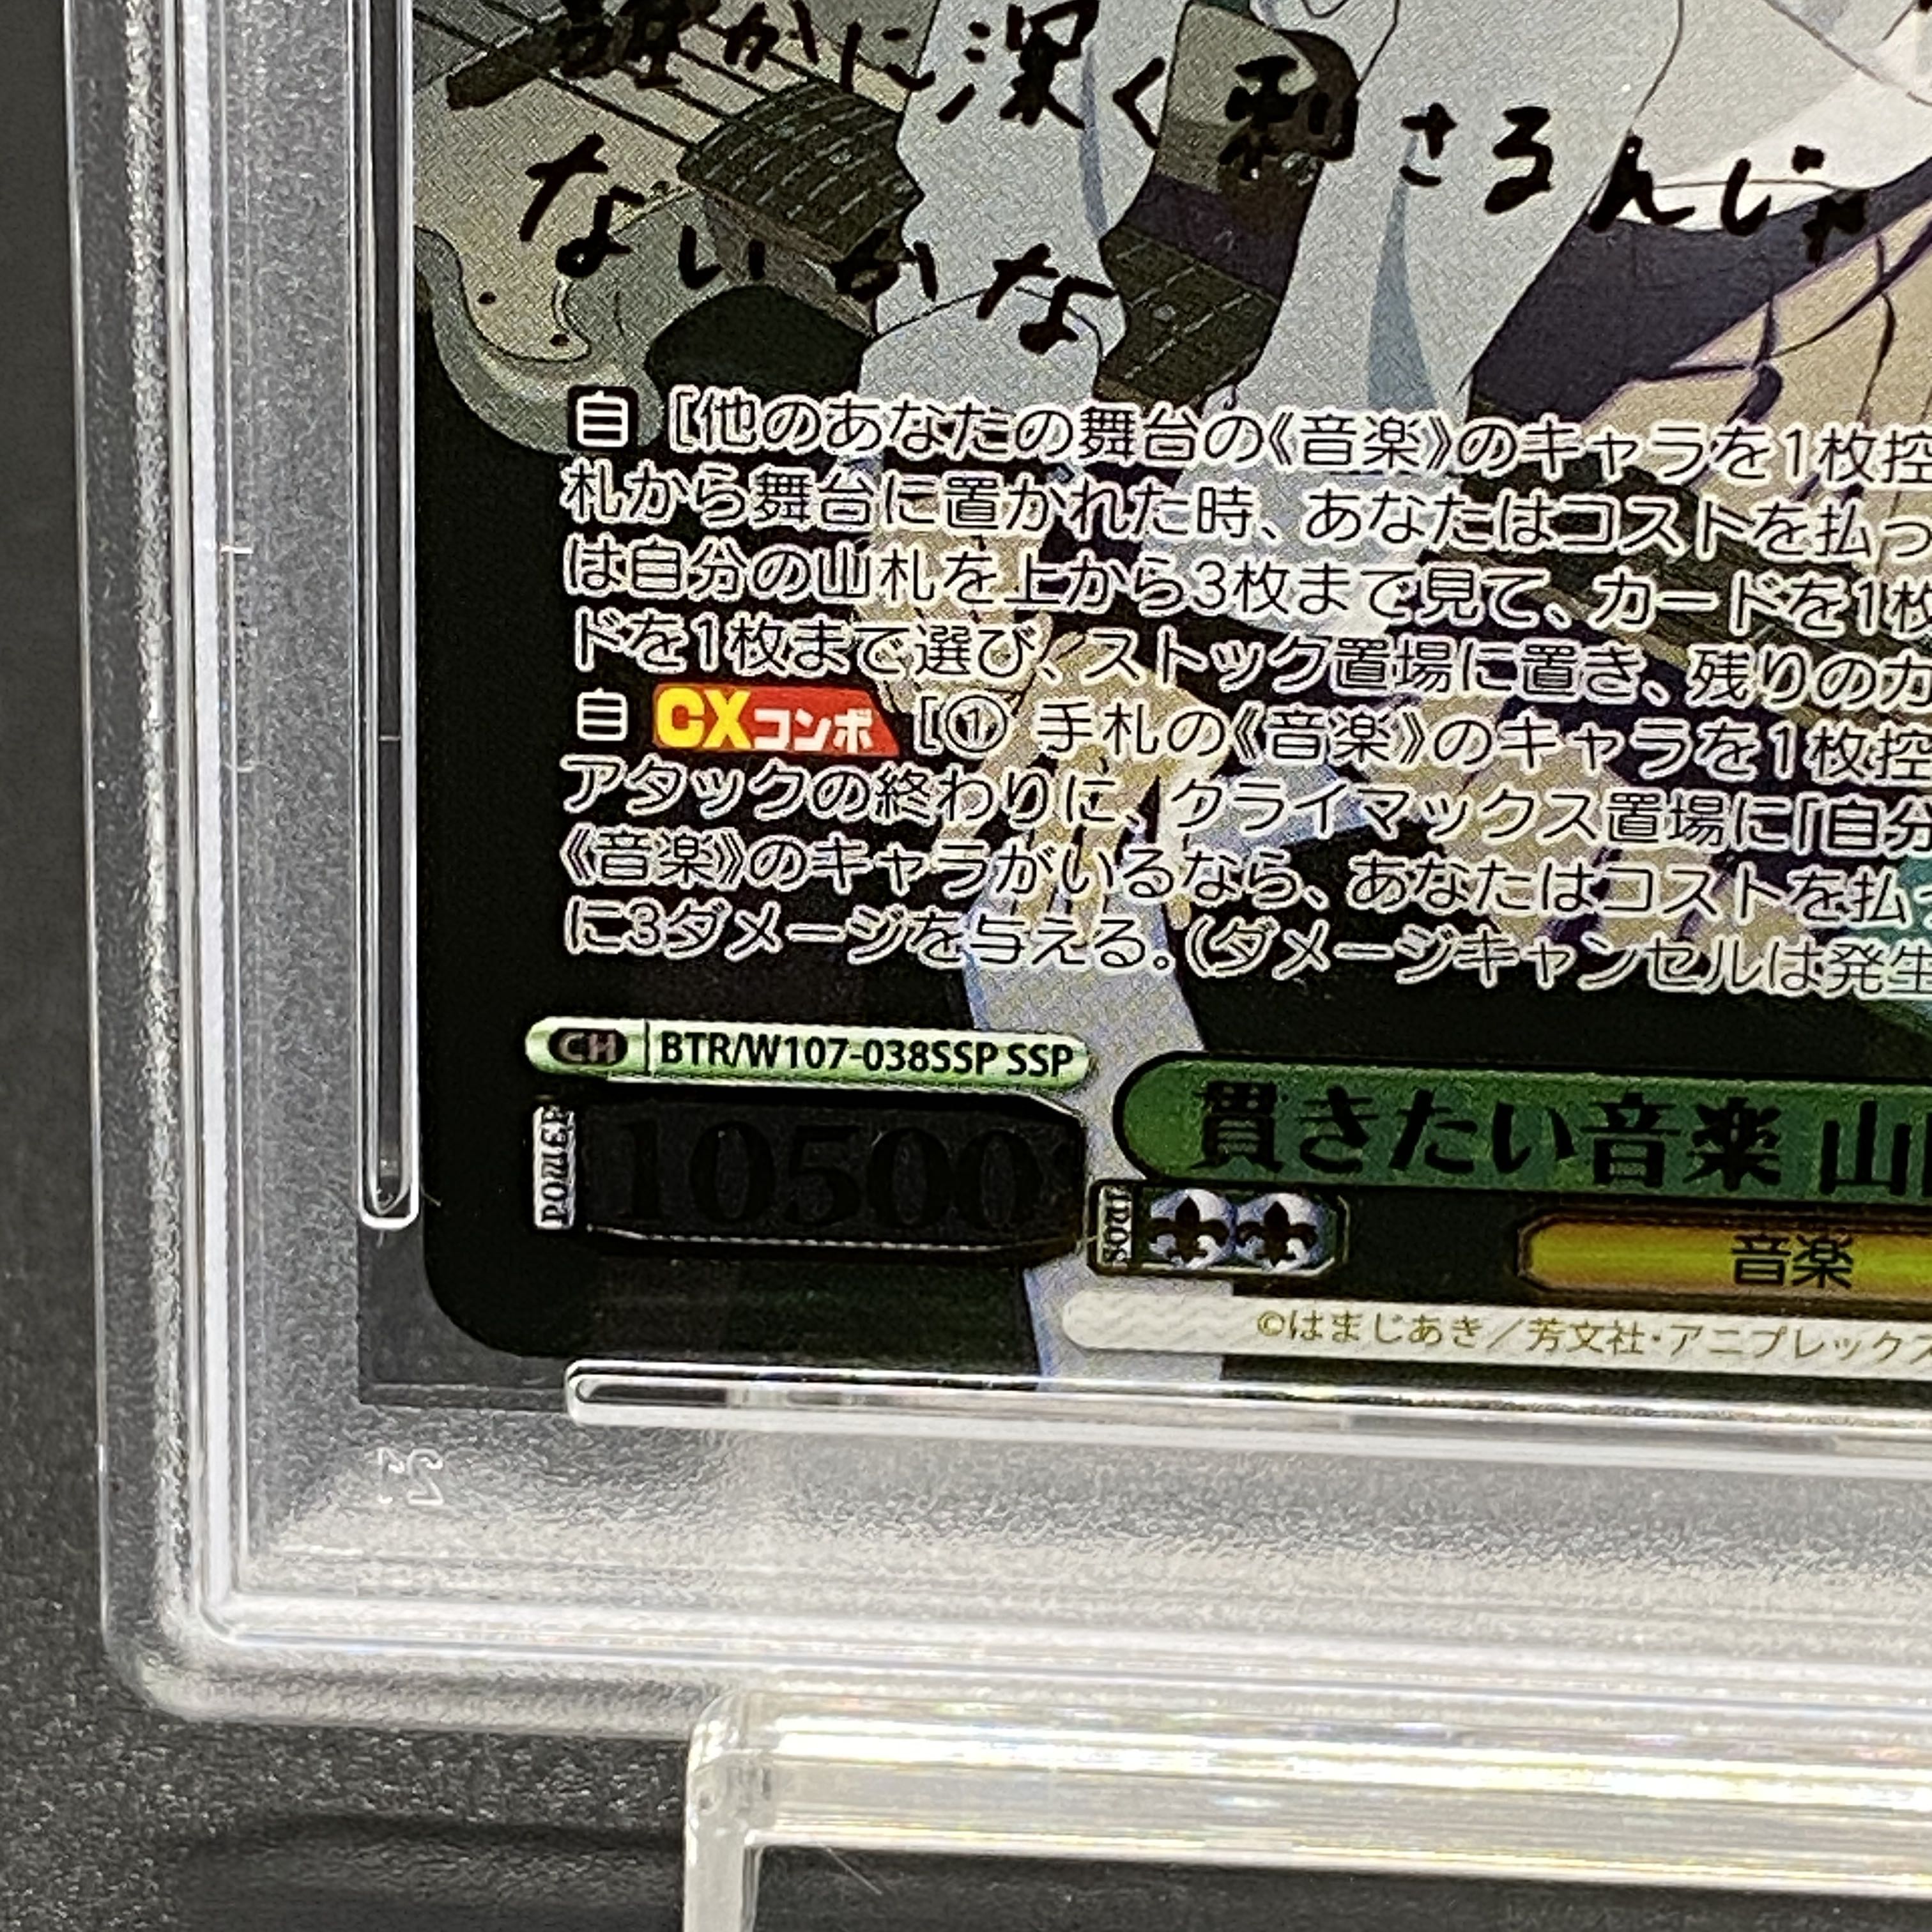 誰かに深く刺さるんじゃ
ないかな
自 [他のあなたの舞台の《音楽》のキャラを1枚控
札から舞台に置かれた時、あなたはコストを払っ
は自分の山札を上から3枚まで見て、カードを1枚
ドを1枚まで選び、ストック置場に置き、残りのカ
自 CXコンボ [① 手札の《音楽》のキャラを1枚控
アタックの終わりに、クライマックス置場に「自分
《音楽》のキャラがいるなら、あなたはコストを払っ
に3ダメージを与える。(ダメージキャンセルは発生
CH BTR/W107-038SSP SSP
POWER 10500
貫きたい音楽 山
SOUL
音楽
©はまじあき/芳文社・アニプレックス